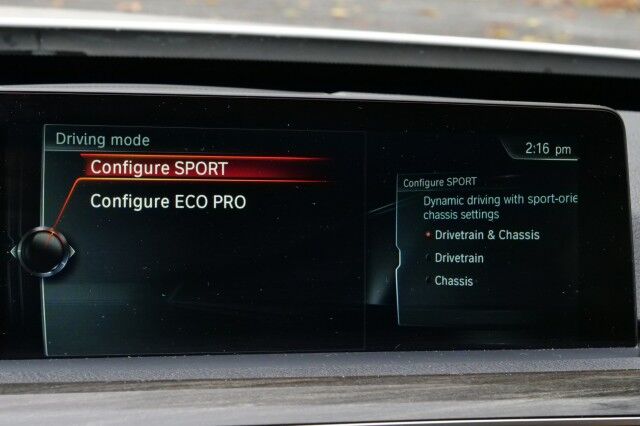 Driving mode
2:16 pm
Configure SPORT
Configure ECO PRO
Configure SPORT
Dynamic driving with sport-orie
chassis settings
Drivetrain & Chassis
Drivetrain
Chassis